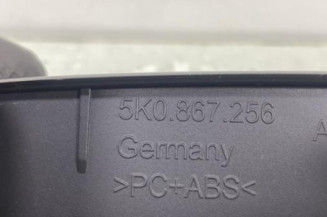 5K0.867.256
Germany
>PC+ABS<
A